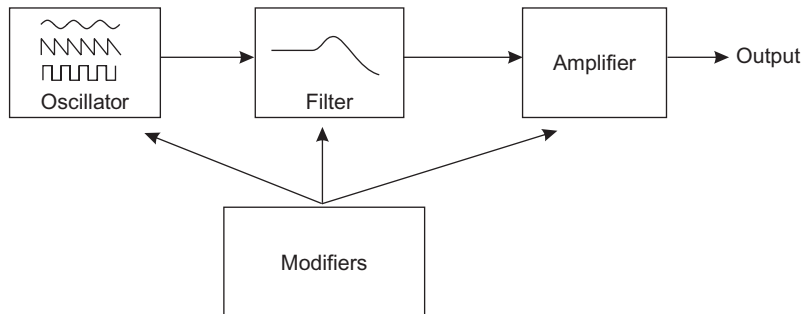 Oscillator
Filter
Amplifier
Output
Modifiers